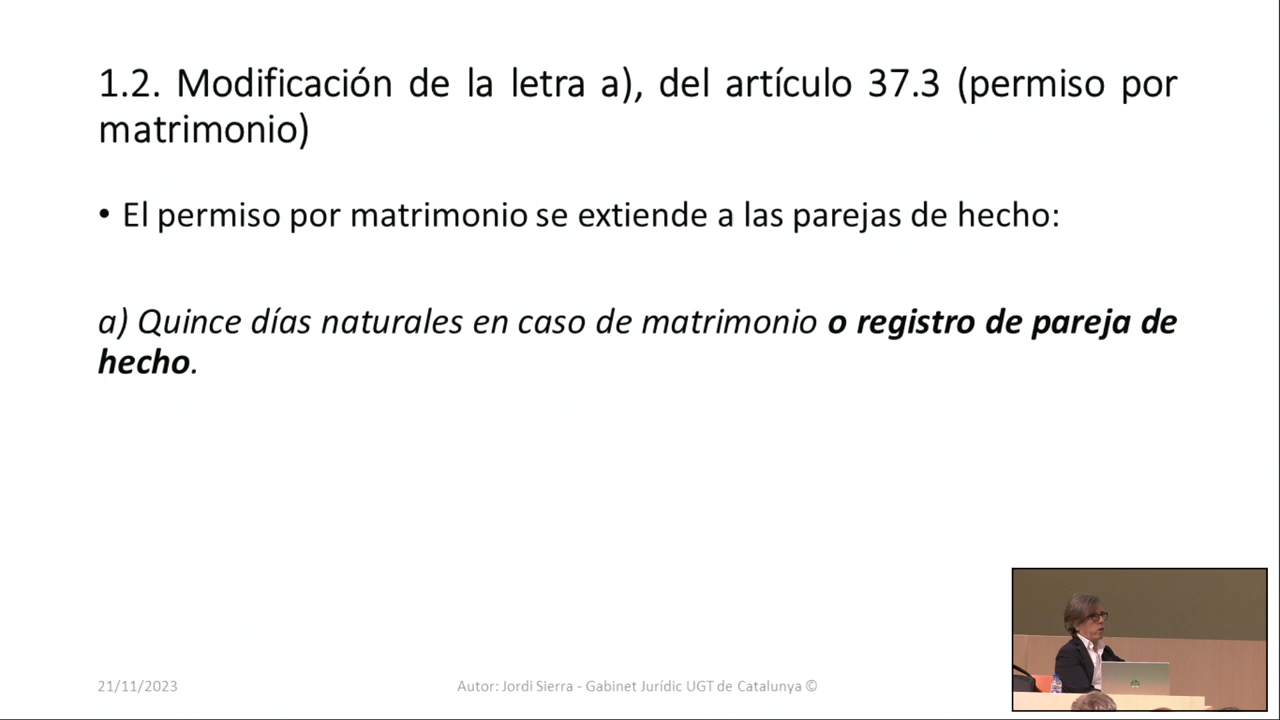 1.2. Modificación de la letra a), del artículo 37.3 (permiso por
matrimonio)
• El permiso por matrimonio se extiende a las parejas de hecho:
a) Quince días naturales en caso de matrimonio o registro de pareja de
hecho.
21/11/2023
Autor: Jordi Sierra - Gabinet Jurídic UGT de Catalunya ©